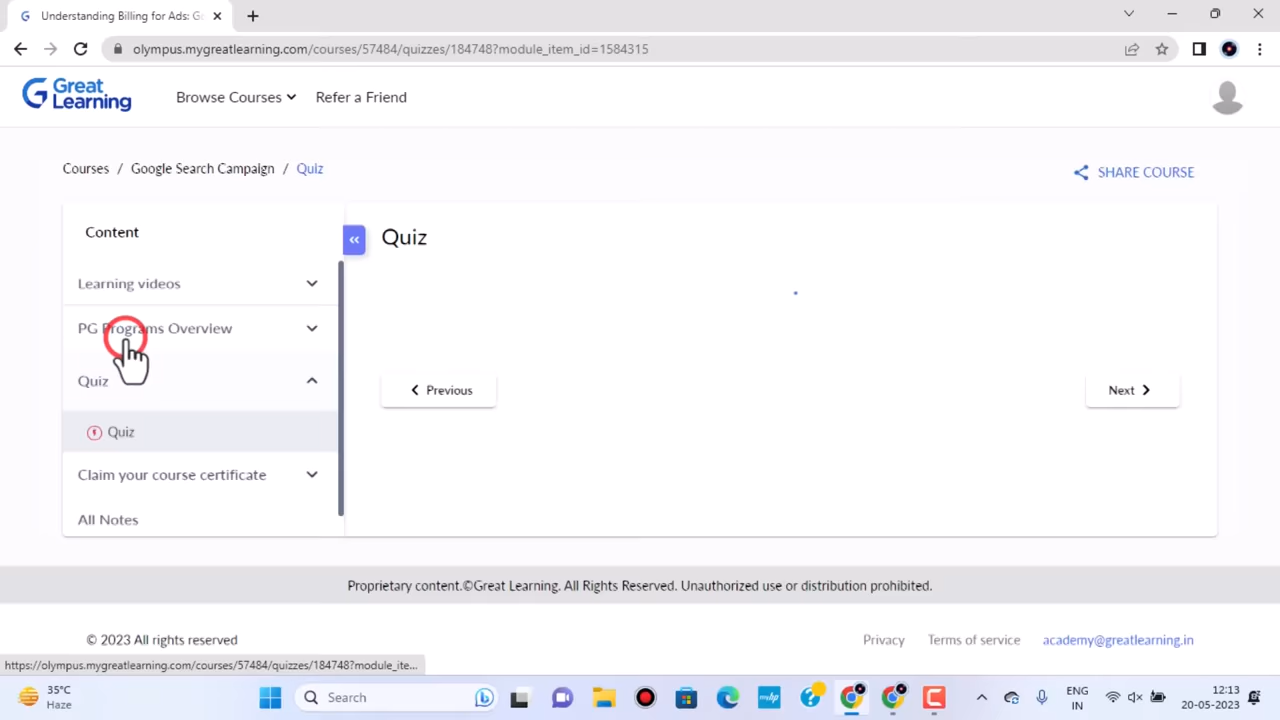 Understanding Billing for Ads: Go
olympus.mygreatlearning.com/courses/57484/quizzes/184748?module_item_id=1584315
Great Learning
Browse Courses
Refer a Friend
Courses / Google Search Campaign / Quiz
SHARE COURSE
Content
Quiz
Learning videos
PG Programs Overview
Quiz
Previous
Next
Quiz
Claim your course certificate
All Notes
Proprietary content.©Great Learning. All Rights Reserved. Unauthorized use or distribution prohibited.
© 2023 All rights reserved
Privacy
Terms of service
academy@greatlearning.in
https://olympus.mygreatlearning.com/courses/57484/quizzes/184748?module_ite...
35°C
Haze
Search
mybp
ENG
IN
12:13
20-05-2023